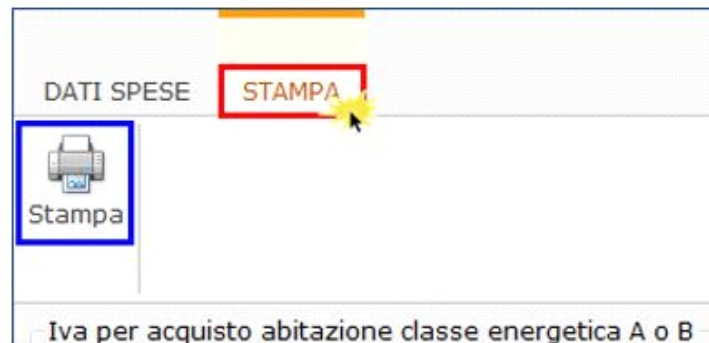 DATI SPESE STAMPA
Stampa
Iva per acquisto abitazione classe energetica A o B